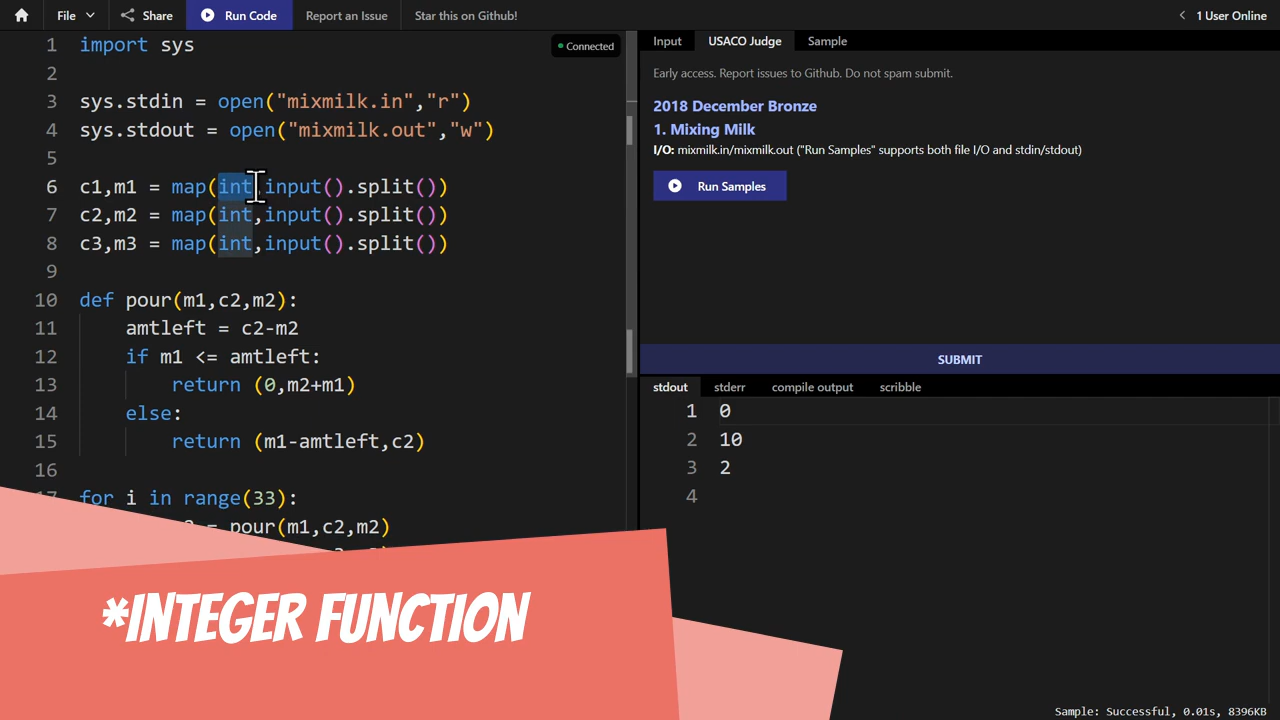 File Share Run Code Report an Issue Star this on Github! 1 User Online
Connected
1 import sys
2
3 sys.stdin = open("mixmilk.in","r")
4 sys.stdout = open("mixmilk.out","w")
5
6 c1,m1 = map(int,input().split())
7 c2,m2 = map(int,input().split())
8 c3,m3 = map(int,input().split())
9
10 def pour(m1,c2,m2):
11 amtleft = c2-m2
12 if m1 <= amtleft:
13 return (0,m2+m1)
14 else:
15 return (m1-amtleft,c2)
16
17 for i in range(33):
= pour(m1,c2,m2)
*INTEGER FUNCTION
Input USACO Judge Sample
Early access. Report issues to Github. Do not spam submit.
2018 December Bronze
1. Mixing Milk
I/O: mixmilk.in/mixmilk.out ("Run Samples" supports both file I/O and stdin/stdout)
Run Samples
SUBMIT
stdout stderr compile output scribble
1 0
2 10
3 2
4
Sample: Successful, 0.01s, 8396KB